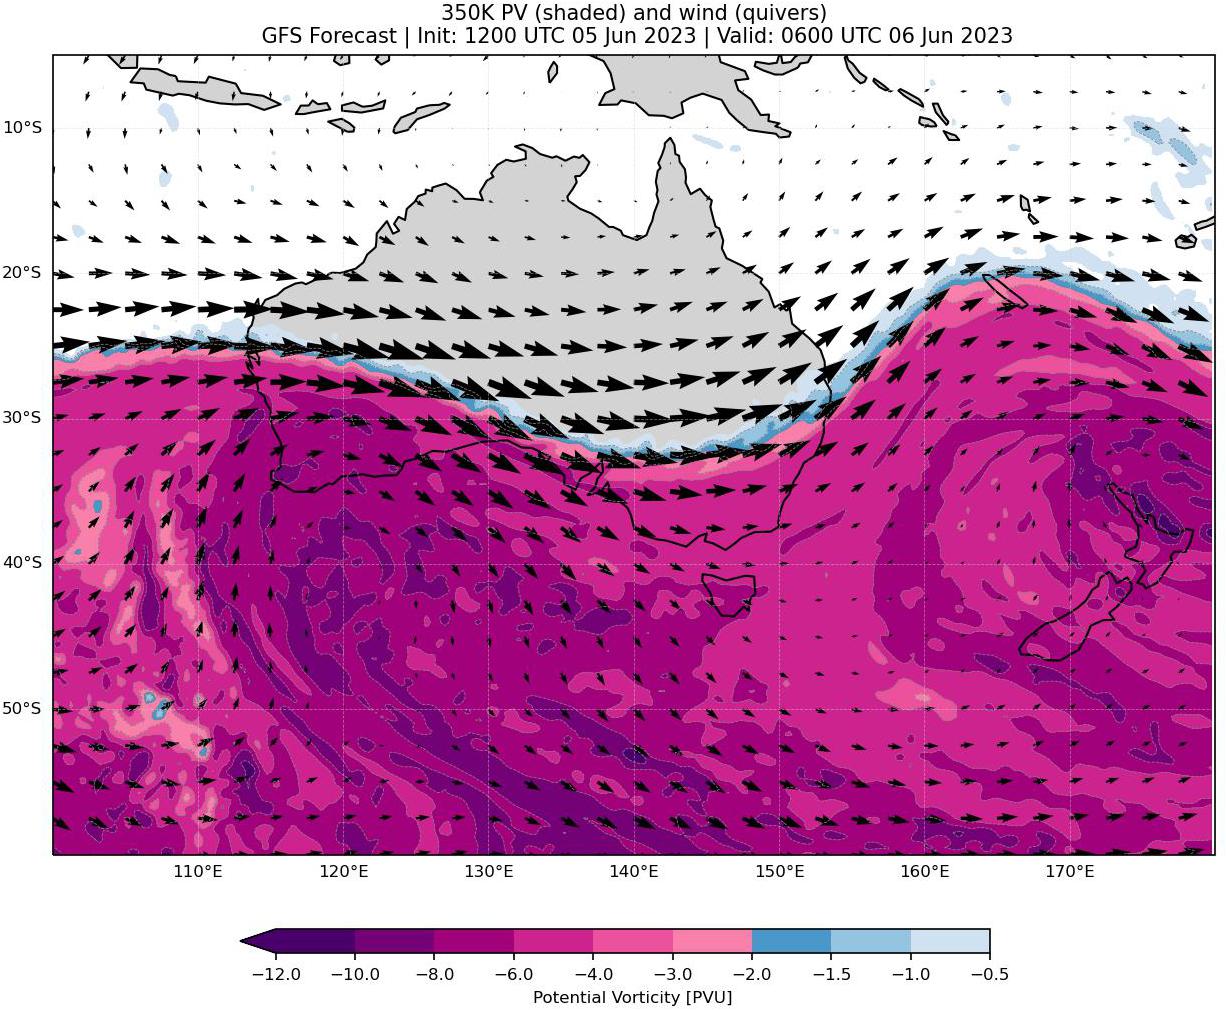 350K PV (shaded) and wind (quivers)
GFS Forecast | Init: 1200 UTC 05 Jun 2023 | Valid: 0600 UTC 06 Jun 2023
10°S
20°S
30°S
40°S
50°S
110°E 120°E 130°E 140°E 150°E 160°E 170°E
−12.0 −10.0 −8.0 −6.0 −4.0 −3.0 −2.0 −1.5 −1.0 −0.5
Potential Vorticity [PVU]